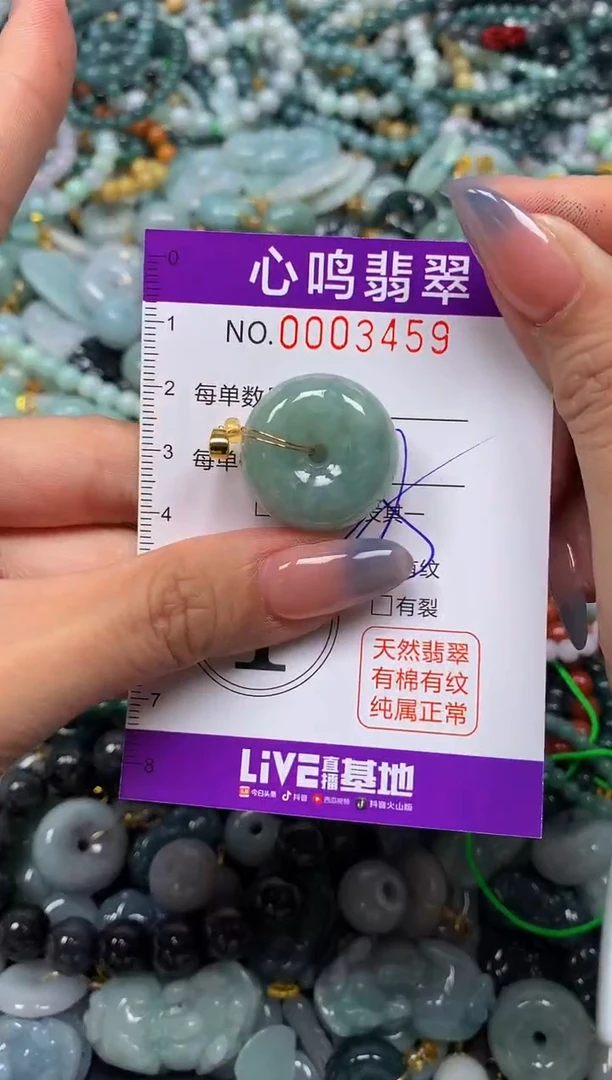 心鸣翡翠
NO.0003459
每单数
每单
其一
纹
□有裂
天然翡翠
有棉有纹
纯属正常
LiVE直播基地
今日头条 抖音 西瓜视频 抖音火山版
0
1
2
3
4
7
8